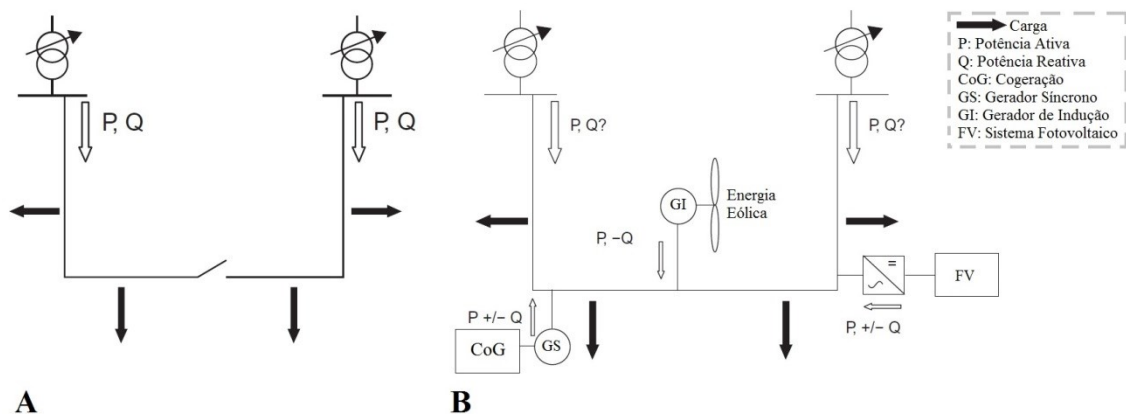 P, Q
P, Q
A
P, Q?
P, Q?
GI
Energia
Eólica
P, −Q
=
∼
FV
P, +/− Q
P +/− Q
CoG
GS
B
Carga
P: Potência Ativa
Q: Potência Reativa
CoG: Cogeração
GS: Gerador Síncrono
GI: Gerador de Indução
FV: Sistema Fotovoltaico